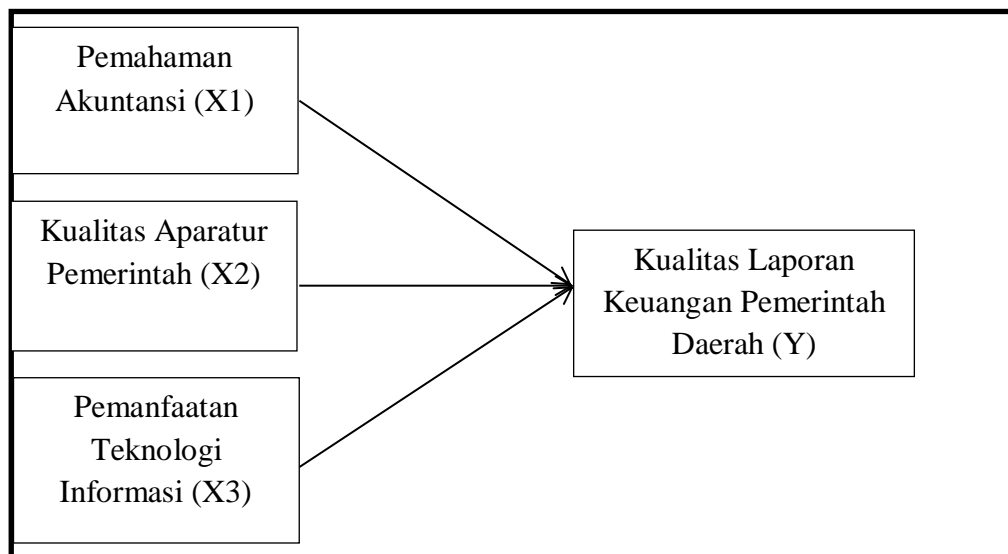 Pemahaman
Akuntansi (X1)
Kualitas Aparatur
Pemerintah (X2)
Pemanfaatan
Teknologi
Informasi (X3)
Kualitas Laporan
Keuangan Pemerintah
Daerah (Y)